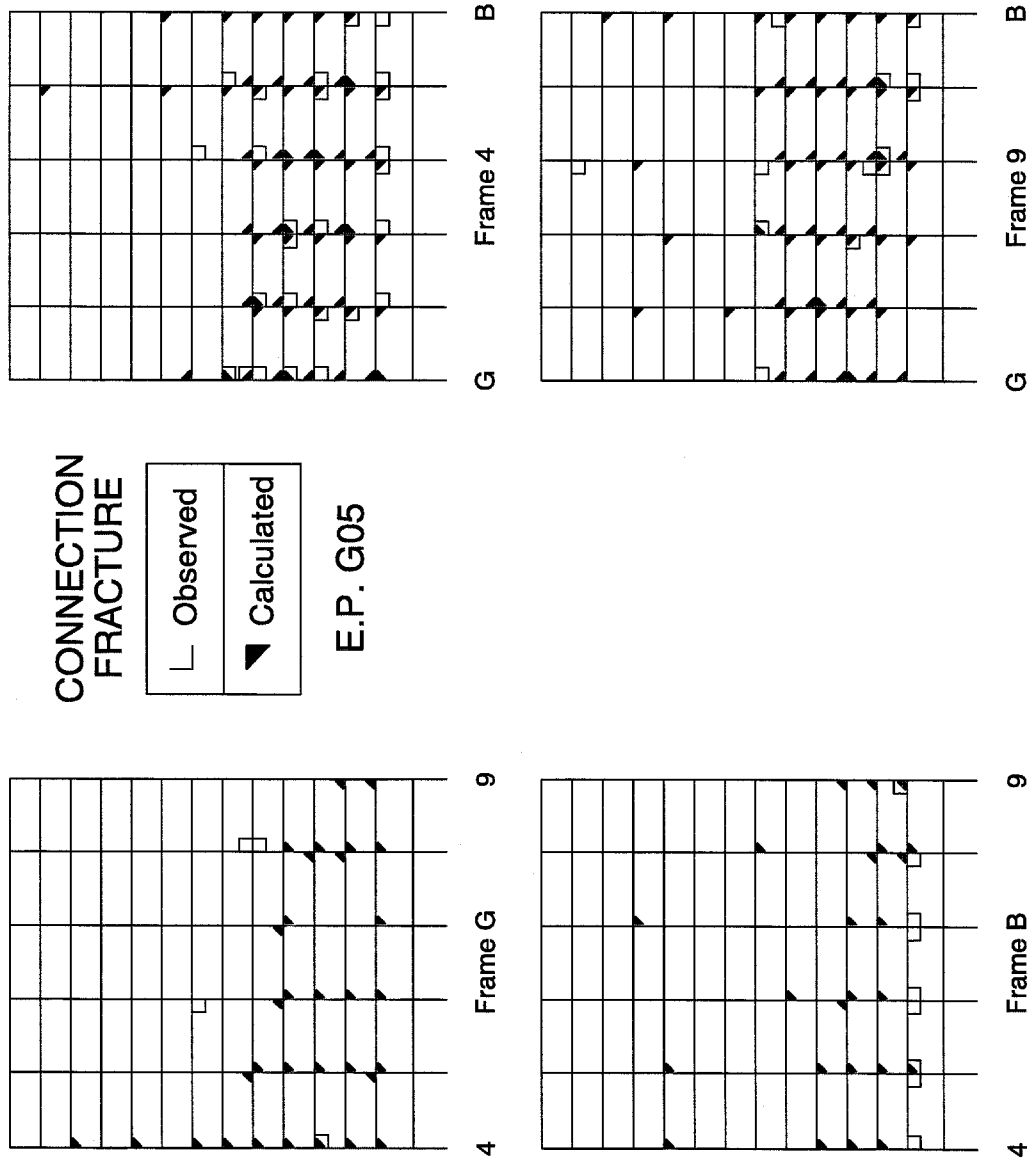 CONNECTION
FRACTURE
Observed
Calculated
E.P. G05
G Frame 4 B
G Frame 9 B
4 Frame G 9
4 Frame B 9